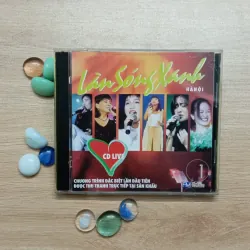 Làn Sóng Xanh
HÀ NỘI
CD LIVE
CHƯƠNG TRÌNH ĐẶC BIỆT LẦN ĐẦU TIÊN
ĐƯỢC THU THANH TRỰC TIẾP TẠI SÂN KHẤU
1